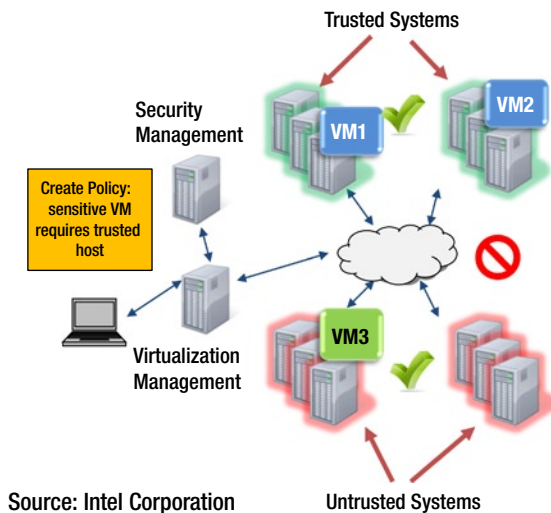 Trusted Systems
Security
Management
VM1
VM2
Create Policy:
sensitive VM
requires trusted
host
VM3
Virtualization
Management
Source: Intel Corporation
Untrusted Systems